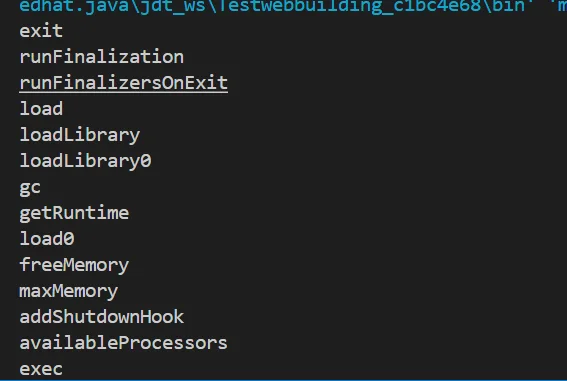 edhat.java\jdt_ws\Testwebbuilding_c1bc4e68\bin' 'm
exit
runFinalization
runFinalizersOnExit
load
loadLibrary
loadLibrary0
gc
getRuntime
load0
freeMemory
maxMemory
addShutdownHook
availableProcessors
exec